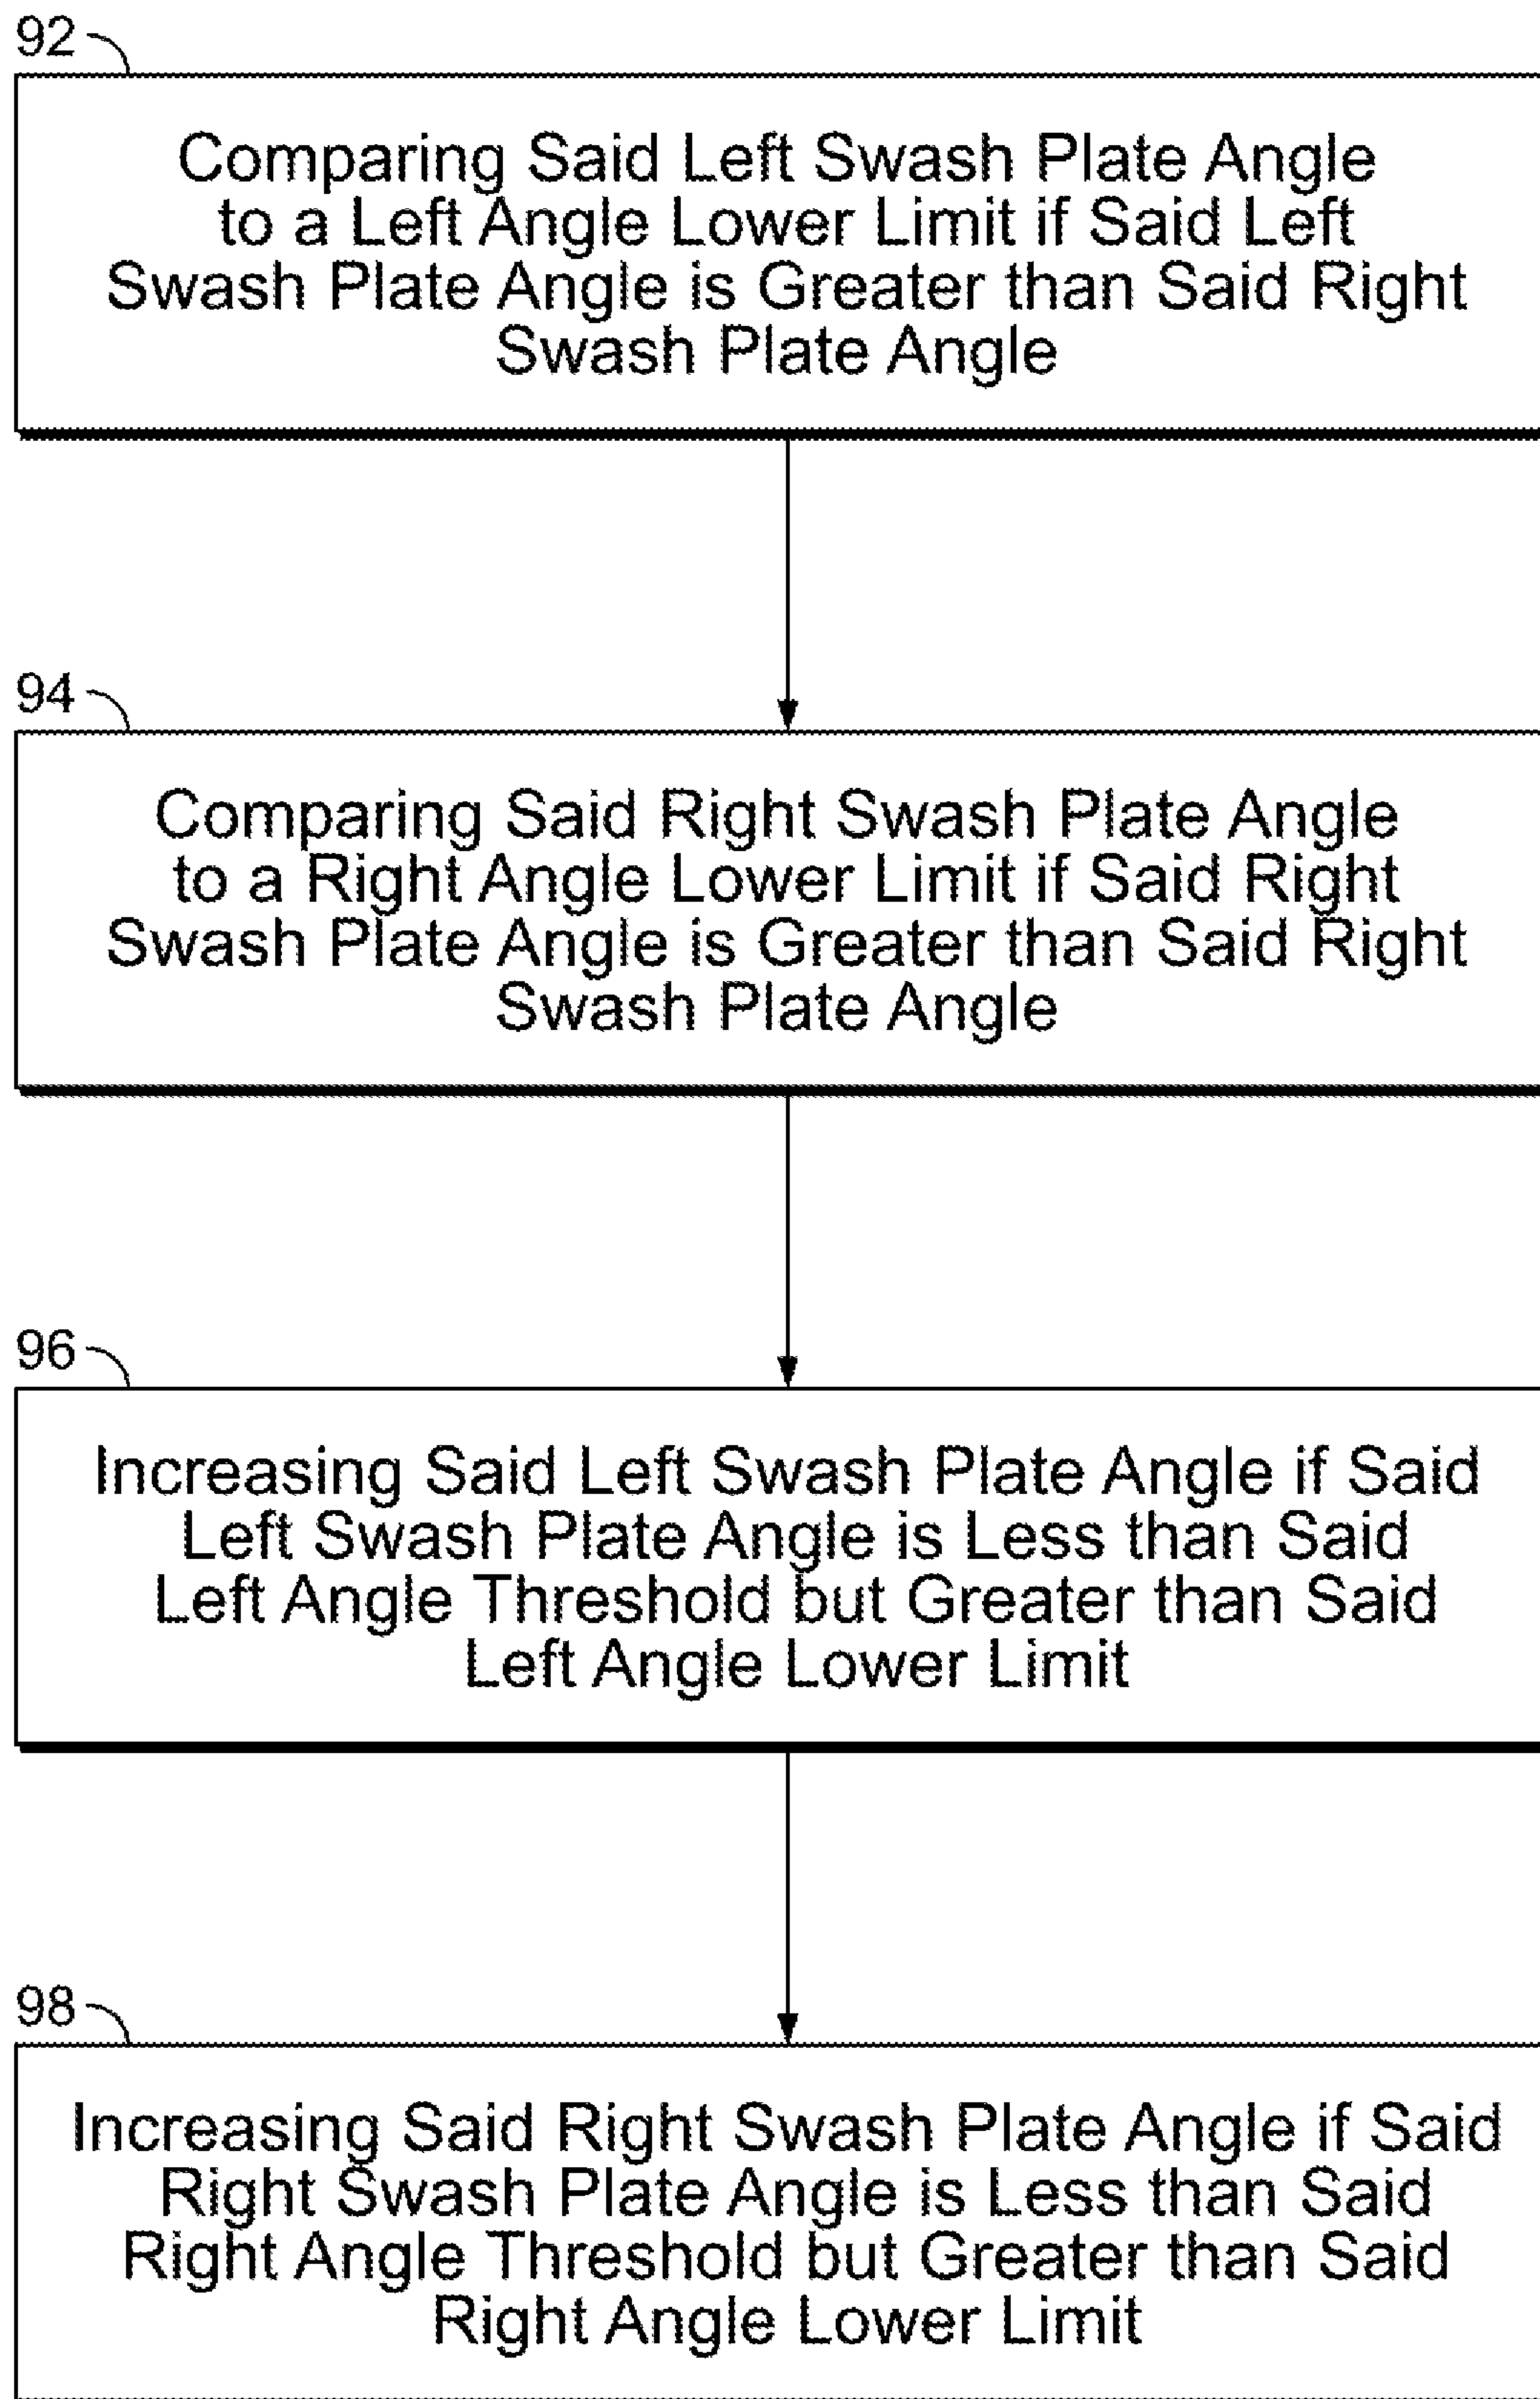 92
Comparing Said Left Swash Plate Angle
to a Left Angle Lower Limit if Said Left
Swash Plate Angle is Greater than Said Right
Swash Plate Angle
94
Comparing Said Right Swash Plate Angle
to a Right Angle Lower Limit if Said Right
Swash Plate Angle is Greater than Said Right
Swash Plate Angle
96
Increasing Said Left Swash Plate Angle if Said
Left Swash Plate Angle is Less than Said
Left Angle Threshold but Greater than Said
Left Angle Lower Limit
98
Increasing Said Right Swash Plate Angle if Said
Right Swash Plate Angle is Less than Said
Right Angle Threshold but Greater than Said
Right Angle Lower Limit